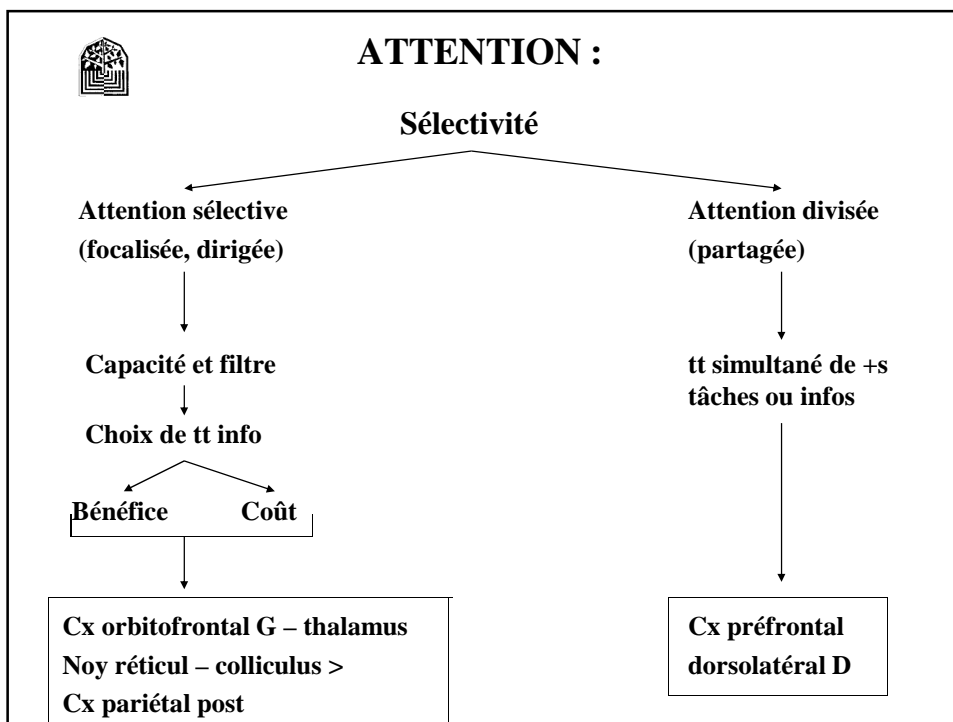 ATTENTION :
Sélectivité
Attention sélective
(focalisée, dirigée)
Capacité et filtre
Choix de tt info
Bénéfice Coût
Cx orbitofrontal G – thalamus
Noy réticul – colliculus >
Cx pariétal post
Attention divisée
(partagée)
tt simultané de +s
tâches ou infos
Cx préfrontal
dorsolatéral D